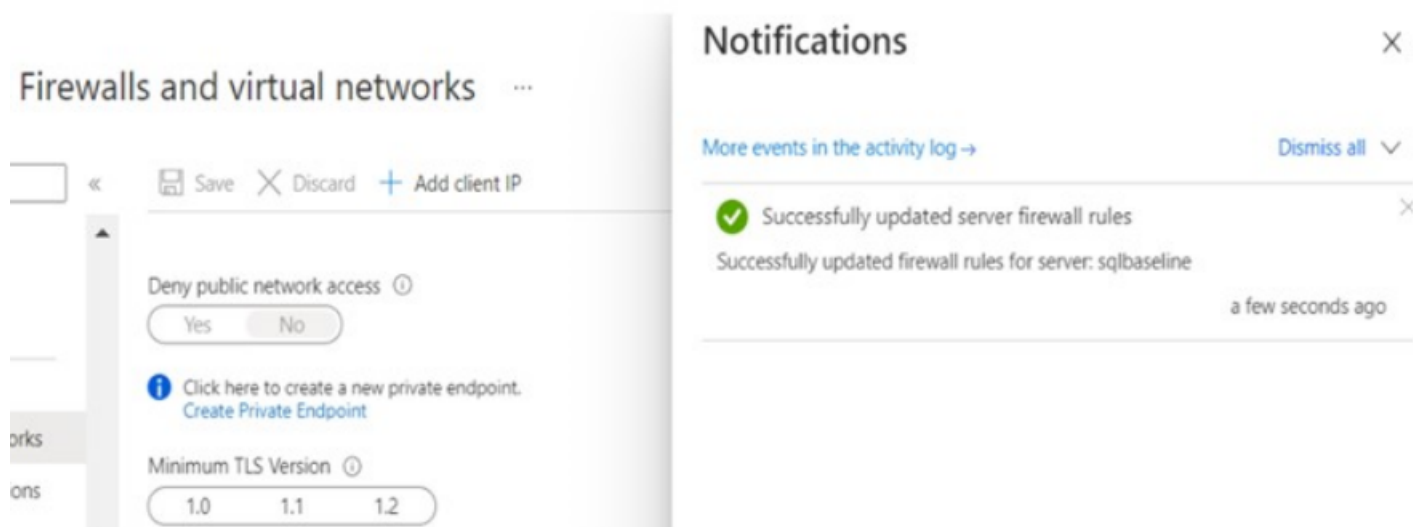 Firewalls and virtual networks ...
« Save Discard + Add client IP
Deny public network access
Yes No
Click here to create a new private endpoint.
Create Private Endpoint
orks
Minimum TLS Version
ons
1.0 1.1 1.2
Notifications
More events in the activity log →
Dismiss all
Successfully updated server firewall rules
Successfully updated firewall rules for server: sqlbaseline
a few seconds ago